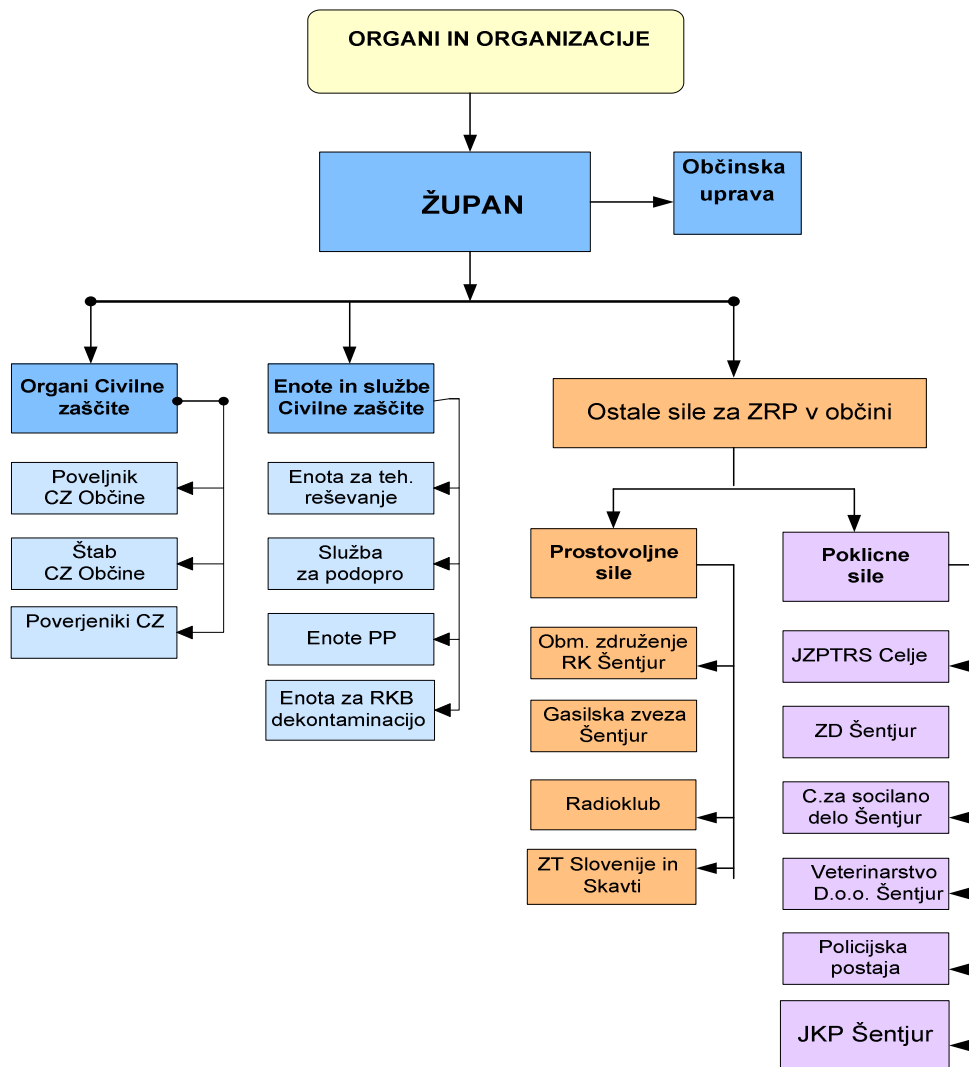 ORGANI IN ORGANIZACIJE
ŽUPAN
Občinska
uprava
Organi Civilne
zaščite
Poveljnik
CZ Občine
Štab
CZ Občine
Poverjeniki CZ
Enote in službe
Civilne zaščite
Enota za teh.
reševanje
Služba
za podopro
Enote PP
Enota za RKB
dekontaminacijo
Ostale sile za ZRP v občini
Prostovoljne
sile
Obm. združenje
RK Šentjur
Gasilska zveza
Šentjur
Radioklub
ZT Slovenije in
Skavti
Poklicne
sile
JZPTRS Celje
ZD Šentjur
C.za socilano
delo Šentjur
Veterinarstvo
D.o.o. Šentjur
Policijska
postaja
JKP Šentjur